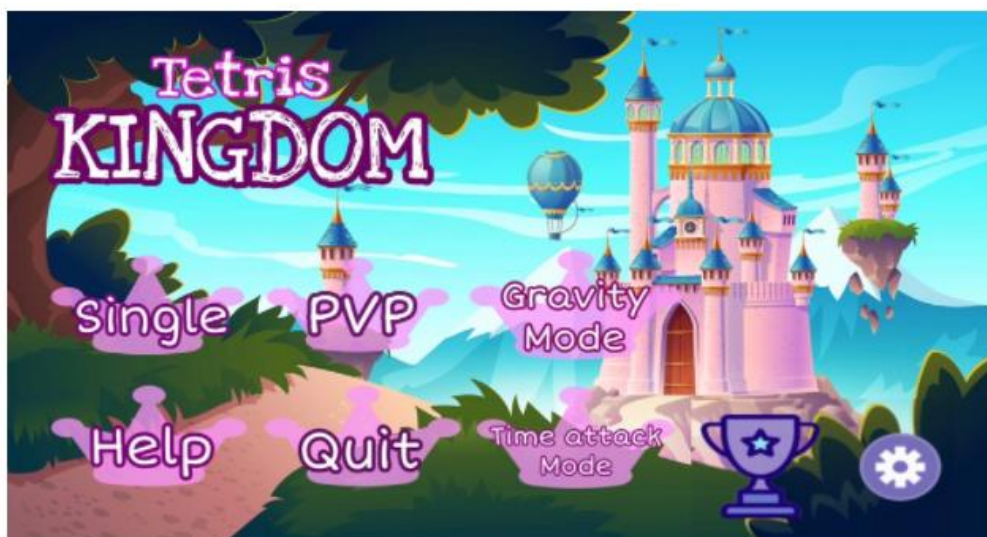 Tetris
KINGDOM
Single
PVP
Gravity
Mode
Help
Quit
Time attack
Mode